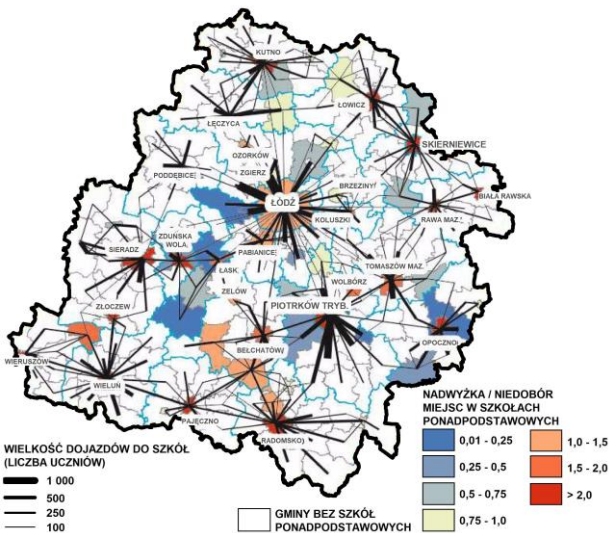 KUTNO
ŁOWICZ
ŁĘCZYCA
SKIERNIEWICE
OZORKÓW
ZGIERZ
PODDĘBICE
BRZEZINY
BIAŁA RAWSKA
ŁÓDŹ
KOLUSZKI
RAWA MAZ.
ZDUŃSKA
WOLA
SIERADZ
PABIANICE
ŁASK
TOMASZÓW MAZ.
ZELÓW
WOLBÓRZ
ZŁOCZEW
PIOTRKÓW TRYB.
OPOCZNO
WIERUSZÓW
BEŁCHATÓW
WIELUŃ
PAJĘCZNO
RADOMSKO
WIELKOŚĆ DOJAZDÓW DO SZKÓŁ
(LICZBA UCZNIÓW)
1 000
500
250
100
GMINY BEZ SZKÓŁ
PONADPODSTAWOWYCH
NADWYŻKA / NIEDOBÓR
MIEJSC W SZKOŁACH
PONADPODSTAWOWYCH
0,01 - 0,25
0,25 - 0,5
0,5 - 0,75
0,75 - 1,0
1,0 - 1,5
1,5 - 2,0
> 2,0